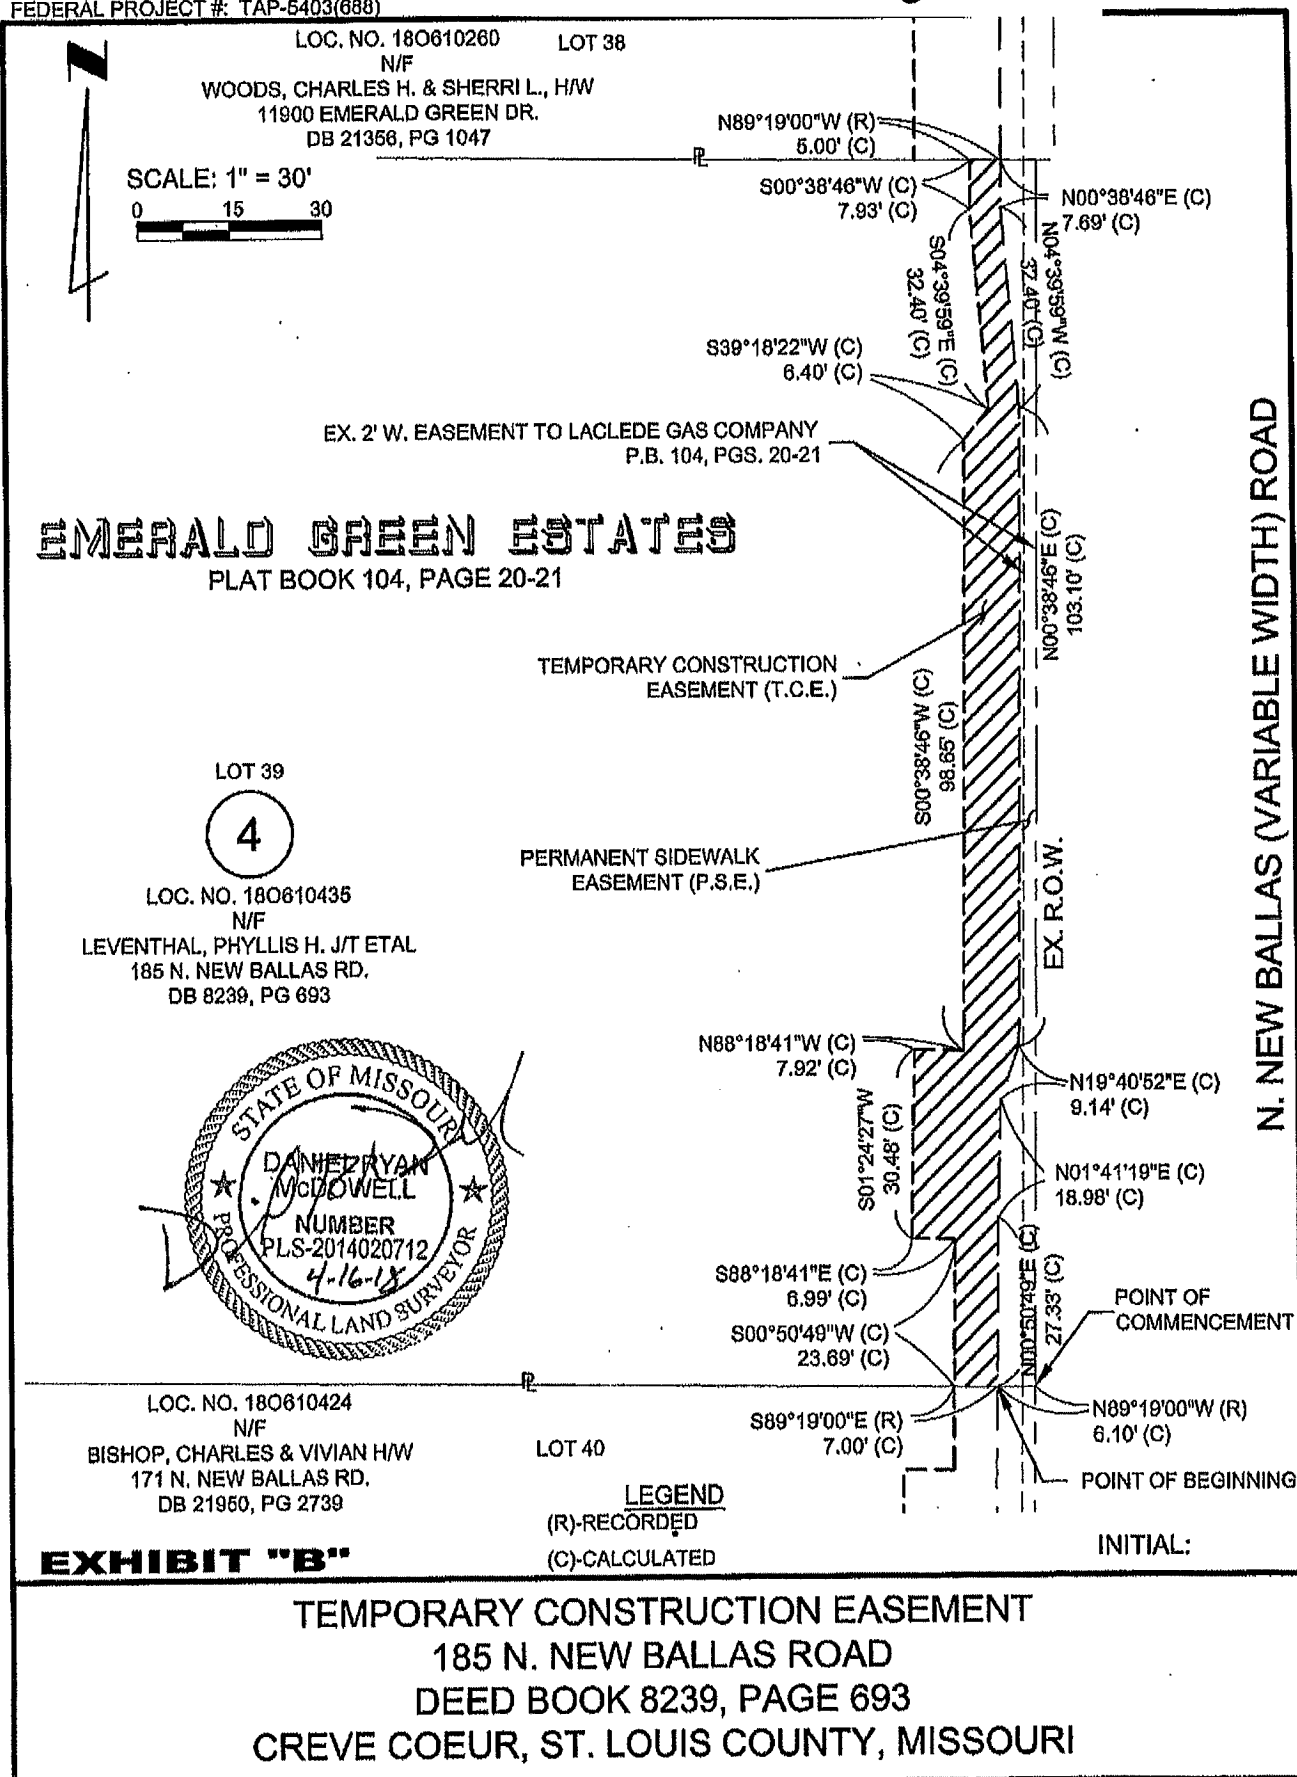 FEDERAL PROJECT #: TAP-5403(688)
LOC. NO. 18O610260
LOT 38
N/F
WOODS, CHARLES H. & SHERRI L., H/W
11900 EMERALD GREEN DR.
DB 21356, PG 1047
N
SCALE: 1" = 30'
0 15 30
N89°19'00"W (R)
5.00' (C)
PL
S00°38'46"W (C)
7.93' (C)
N00°38'46"E (C)
7.69' (C)
S04°39'59"E (C)
32.40' (C)
N04°39'59"W (C)
32.40' (C)
S39°18'22"W (C)
6.40' (C)
EX. 2' W. EASEMENT TO LACLEDE GAS COMPANY
P.B. 104, PGS. 20-21
EMERALD GREEN ESTATES
PLAT BOOK 104, PAGE 20-21
N00°38'46"E (C)
103.10' (C)
N. NEW BALLAS (VARIABLE WIDTH) ROAD
TEMPORARY CONSTRUCTION
EASEMENT (T.C.E.)
S00°38'46"W (C)
98.65' (C)
LOT 39
4
LOC. NO. 18O610435
N/F
LEVENTHAL, PHYLLIS H. J/T ETAL
185 N. NEW BALLAS RD.
DB 8239, PG 693
PERMANENT SIDEWALK
EASEMENT (P.S.E.)
EX. R.O.W.
N88°18'41"W (C)
7.92' (C)
N19°40'52"E (C)
9.14' (C)
S01°24'27"W
30.48' (C)
N01°41'19"E (C)
18.98' (C)
STATE OF MISSOURI
DANIEL RYAN
McDOWELL
NUMBER
PLS-2014020712
4-16-18
PROFESSIONAL LAND SURVEYOR
S88°18'41"E (C)
6.99' (C)
S00°50'49"W (C)
23.69' (C)
N00°50'49"E (C)
27.33' (C)
POINT OF
COMMENCEMENT
PL
LOC. NO. 18O610424
N/F
BISHOP, CHARLES & VIVIAN H/W
171 N. NEW BALLAS RD.
DB 21950, PG 2739
LOT 40
S89°19'00"E (R)
7.00' (C)
N89°19'00"W (R)
6.10' (C)
POINT OF BEGINNING
LEGEND
(R)-RECORDED
(C)-CALCULATED
INITIAL:
EXHIBIT "B"
TEMPORARY CONSTRUCTION EASEMENT
185 N. NEW BALLAS ROAD
DEED BOOK 8239, PAGE 693
CREVE COEUR, ST. LOUIS COUNTY, MISSOURI